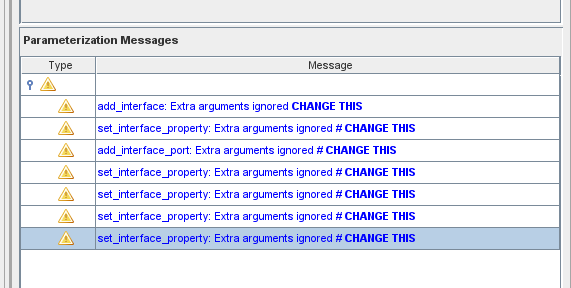 Parameterization Messages
Type Message
add_interface: Extra arguments ignored CHANGE THIS
set_interface_property: Extra arguments ignored # CHANGE THIS
add_interface_port: Extra arguments ignored # CHANGE THIS
set_interface_property: Extra arguments ignored # CHANGE THIS
set_interface_property: Extra arguments ignored # CHANGE THIS
set_interface_property: Extra arguments ignored # CHANGE THIS
set_interface_property: Extra arguments ignored # CHANGE THIS